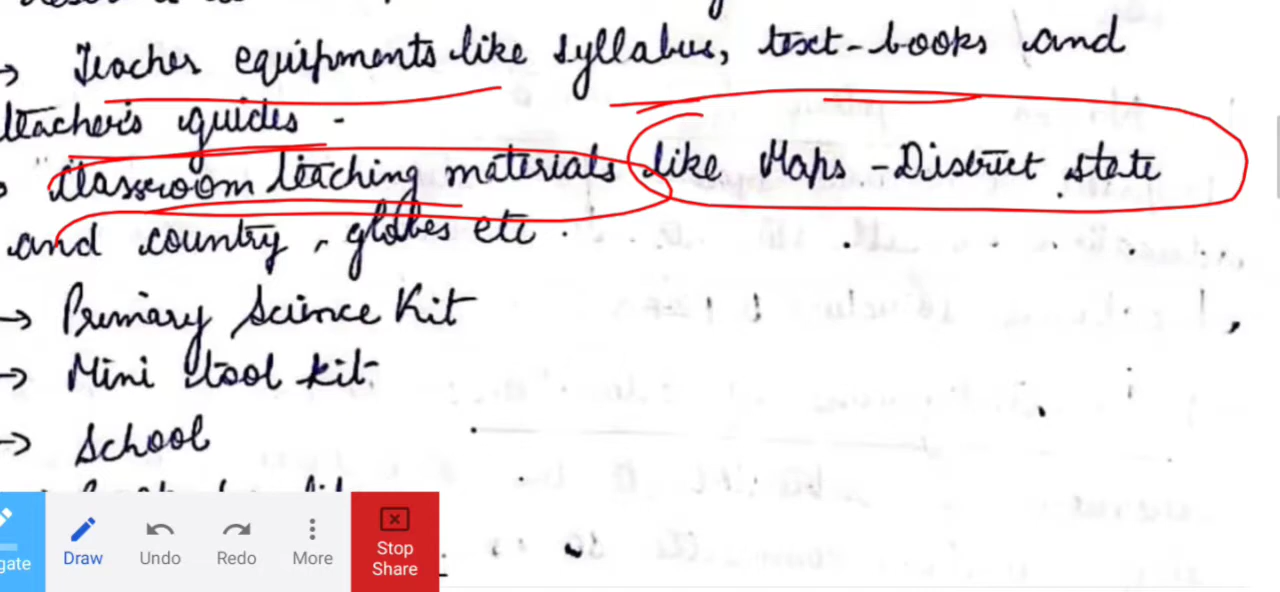 → Teacher equipments like syllabus, text-books and
teacher's guides -
classroom teaching materials like Maps - District state
and country, globes etc.
→ Primary Science Kit
→ Mini tool kit.
→ School
gate
Draw
Undo
Redo
More
Stop
Share